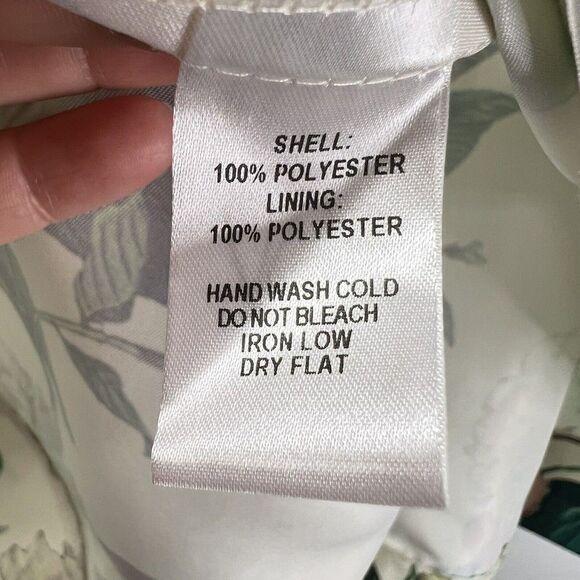 SHELL:
100% POLYESTER
LINING:
100% POLYESTER
HAND WASH COLD
DO NOT BLEACH
IRON LOW
DRY FLAT